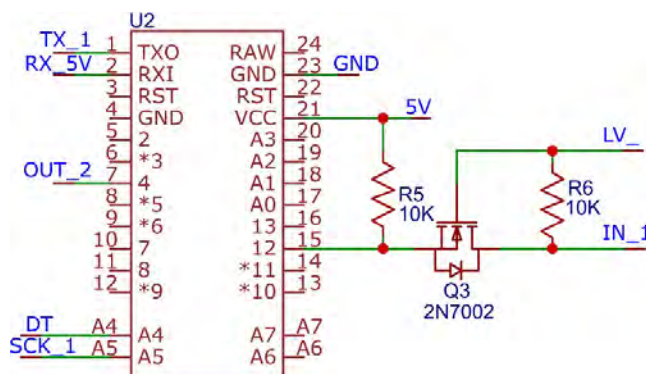 U2
TX_1 1 TXO RAW 24
RX_5V 2 RXI GND 23 GND
3 RST RST 22
4 GND VCC 21 5V
5 2 A3 20
6 *3 A2 19
OUT_2 7 4 A1 18
8 *5 A0 17
9 *6 13 16
10 7 12 15
11 8 *11 14
12 *9 *10 13
DT A4 A4 A7 A7
SCK_1 A5 A5 A6 A6
R5
10K
LV_
R6
10K
IN_1
Q3
2N7002